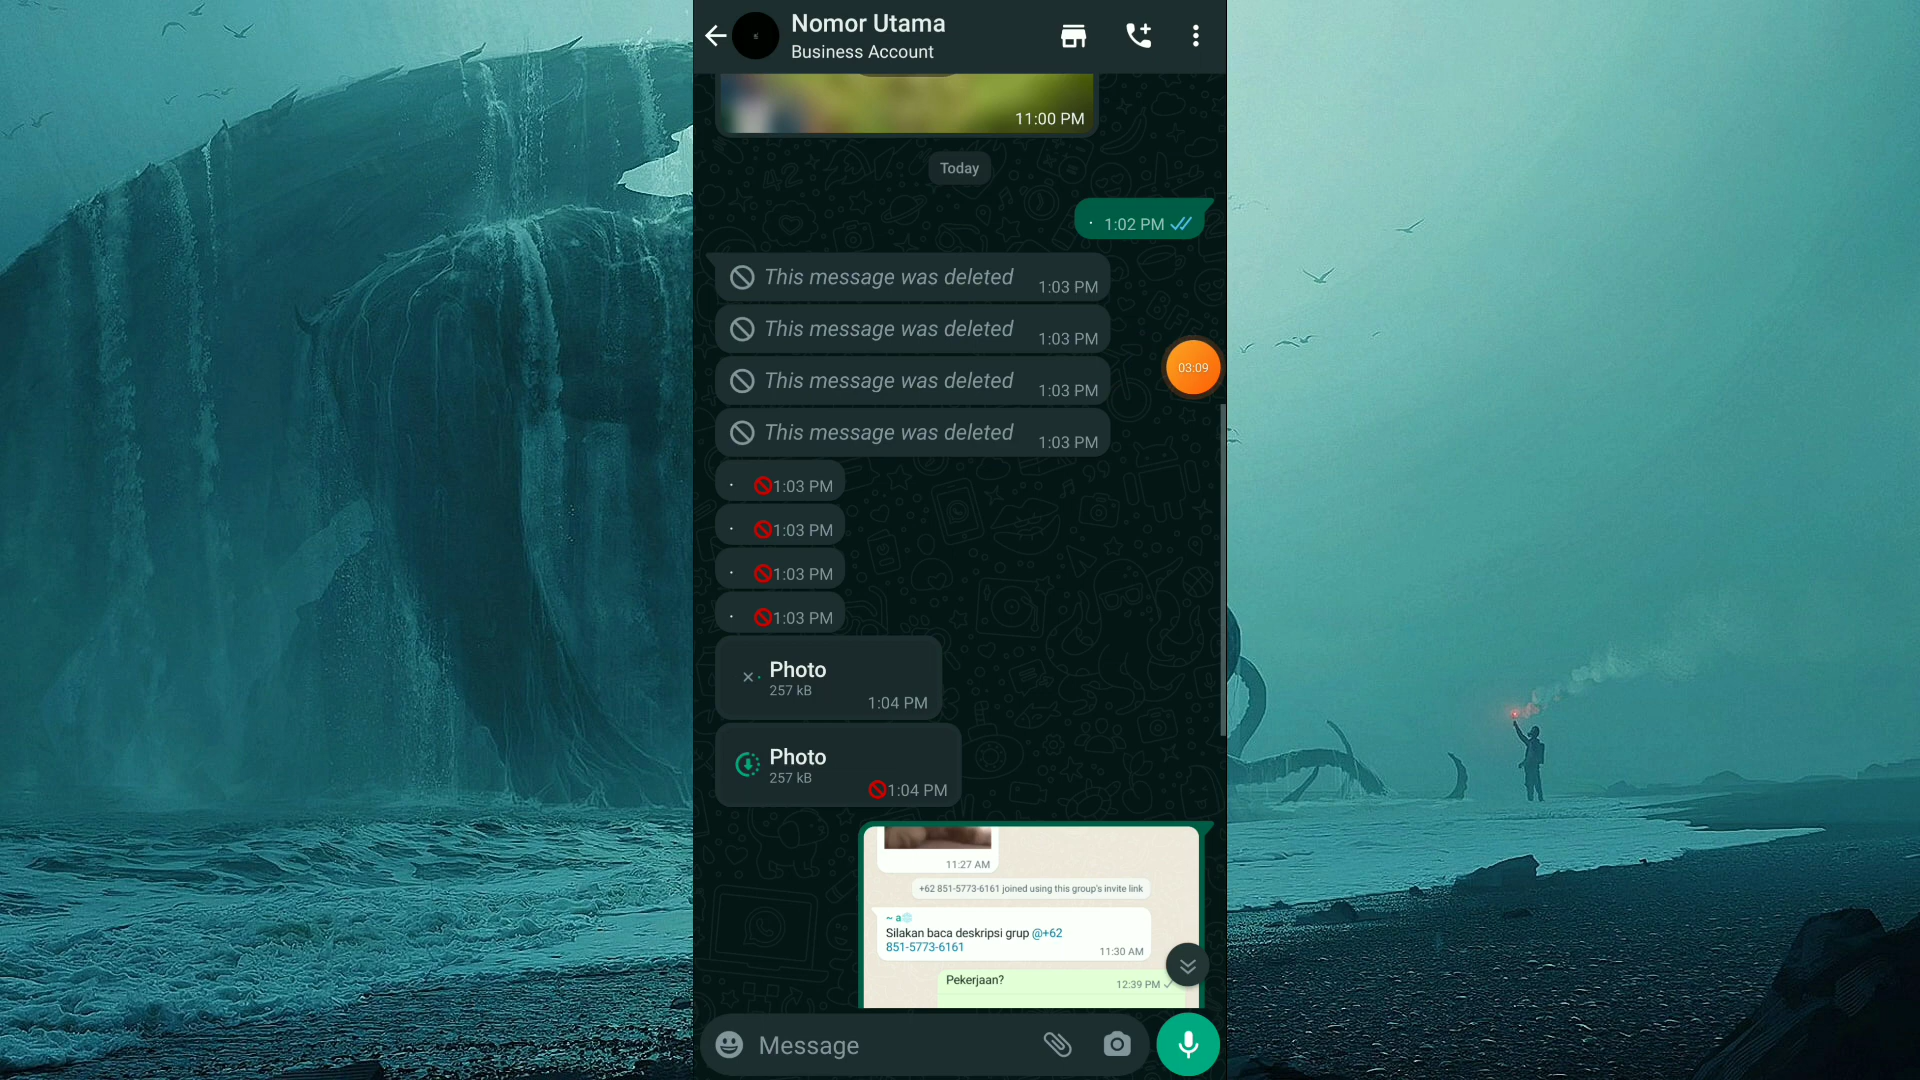 Nomor Utama
Business Account
11:00 PM
Today
. 1:02 PM
This message was deleted 1:03 PM
This message was deleted 1:03 PM
This message was deleted 1:03 PM
03:09
This message was deleted 1:03 PM
. 1:03 PM
. 1:03 PM
. 1:03 PM
. 1:03 PM
Photo
257 kB
1:04 PM
Photo
257 kB
1:04 PM
11:27 AM
+62 851-5773-6161 joined using this group's invite link
~ a
Silakan baca deskripsi grup @+62
851-5773-6161
11:30 AM
Pekerjaan?
12:39 PM
Message